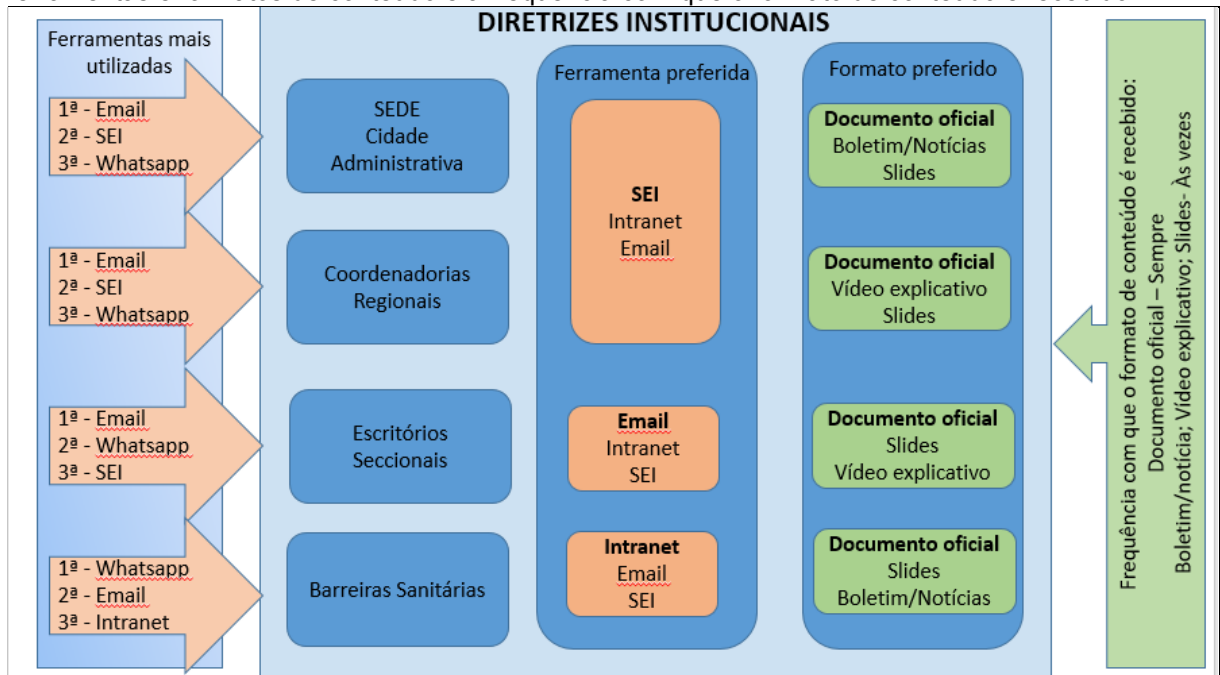 DIRETRIZES INSTITUCIONAIS
Ferramentas mais
utilizadas
1ª - Email
2ª - SEI
3ª - Whatsapp
1ª - Email
2ª - SEI
3ª - Whatsapp
1ª - Email
2ª - Whatsapp
3ª - SEI
1ª - Whatsapp
2ª - Email
3ª - Intranet
SEDE
Cidade
Administrativa
Coordenadorias
Regionais
Escritórios
Seccionais
Barreiras Sanitárias
Ferramenta preferida
SEI
Intranet
Email
Email
Intranet
SEI
Intranet
Email
SEI
Formato preferido
Documento oficial
Boletim/Notícias
Slides
Documento oficial
Vídeo explicativo
Slides
Documento oficial
Slides
Vídeo explicativo
Documento oficial
Slides
Boletim/Notícias
Frequência com que o formato de conteúdo é recebido:
Documento oficial – Sempre
Boletim/notícia; Vídeo explicativo; Slides- Às vezes